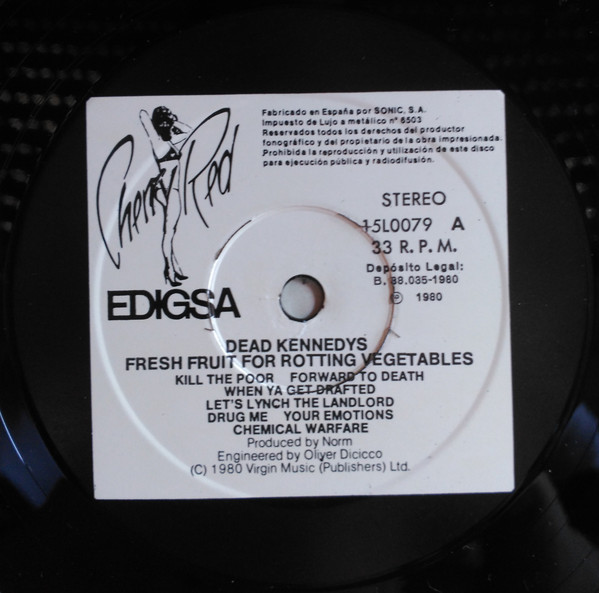 Cherry Red
Fabricado en España por SONIC, S.A.
Impuesto de Lujo a metálico nº 6503
Reservados todos los derechos del productor
fonográfico y del propietario de la obra impresionada.
Prohibida la reproducción y utilización de este disco
para ejecución pública y radiodifusión.
STEREO
15L0079 A
33 R. P. M.
Depósito Legal:
B. 38.035-1980
℗ 1980
EDIGSA
DEAD KENNEDYS
FRESH FRUIT FOR ROTTING VEGETABLES
KILL THE POOR FORWARD TO DEATH
WHEN YA GET DRAFTED
LET'S LYNCH THE LANDLORD
DRUG ME YOUR EMOTIONS
CHEMICAL WARFARE
Produced by Norm
Engineered by Oliver Dicicco
(C) 1980 Virgin Music (Publishers) Ltd.